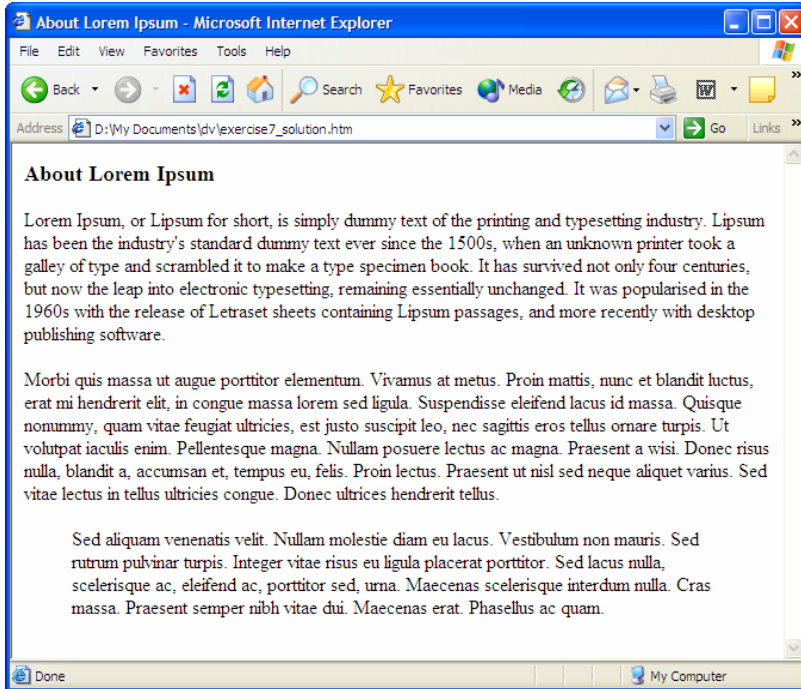 About Lorem Ipsum - Microsoft Internet Explorer
File Edit View Favorites Tools Help
Back Search Favorites Media W »
Address D:\My Documents\dv\exercise7_solution.htm Go Links »
About Lorem Ipsum
Lorem Ipsum, or Lipsum for short, is simply dummy text of the printing and typesetting industry. Lipsum
has been the industry's standard dummy text ever since the 1500s, when an unknown printer took a
galley of type and scrambled it to make a type specimen book. It has survived not only four centuries,
but now the leap into electronic typesetting, remaining essentially unchanged. It was popularised in the
1960s with the release of Letraset sheets containing Lipsum passages, and more recently with desktop
publishing software.
Morbi quis massa ut augue porttitor elementum. Vivamus at metus. Proin mattis, nunc et blandit luctus,
erat mi hendrerit elit, in congue massa lorem sed ligula. Suspendisse eleifend lacus id massa. Quisque
nonummy, quam vitae feugiat ultricies, est justo suscipit leo, nec sagittis eros tellus ornare turpis. Ut
volutpat iaculis enim. Pellentesque magna. Nullam posuere lectus ac magna. Praesent a wisi. Donec risus
nulla, blandit a, accumsan et, tempus eu, felis. Proin lectus. Praesent ut nisl sed neque aliquet varius. Sed
vitae lectus in tellus ultricies congue. Donec ultrices hendrerit tellus.
Sed aliquam venenatis velit. Nullam molestie diam eu lacus. Vestibulum non mauris. Sed
rutrum pulvinar turpis. Integer vitae risus eu ligula placerat porttitor. Sed lacus nulla,
scelerisque ac, eleifend ac, porttitor sed, urna. Maecenas scelerisque interdum nulla. Cras
massa. Praesent semper nibh vitae dui. Maecenas erat. Phasellus ac quam.
Done My Computer